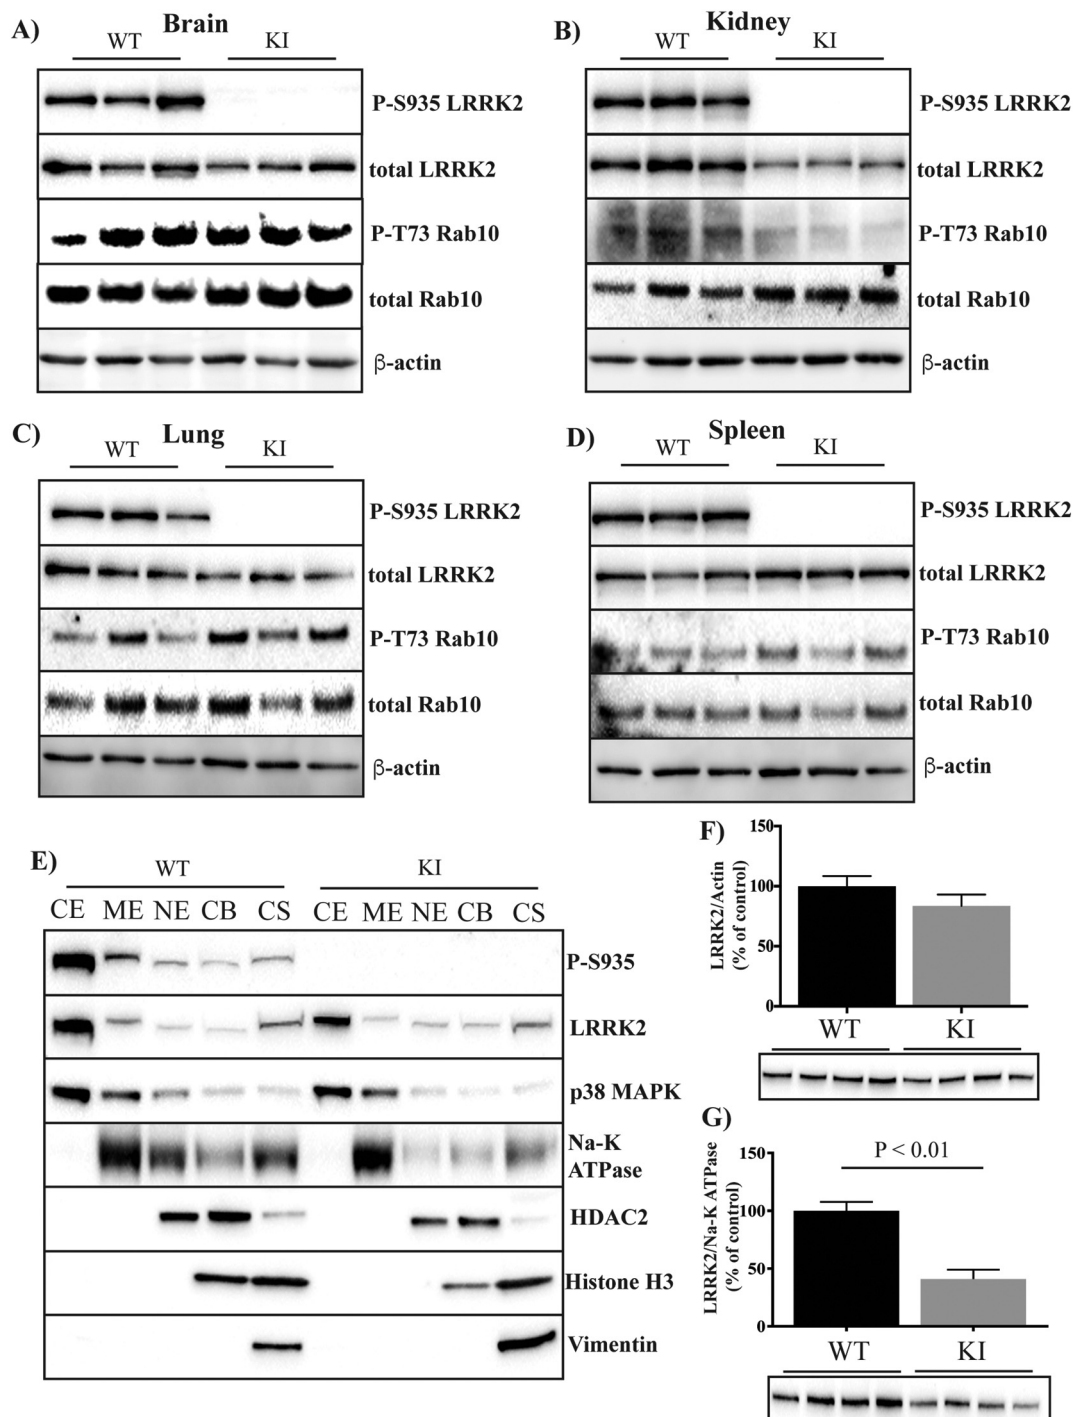 A) Brain
WT KI
P-S935 LRRK2
total LRRK2
P-T73 Rab10
total Rab10
β-actin
B) Kidney
WT KI
P-S935 LRRK2
total LRRK2
P-T73 Rab10
total Rab10
β-actin
C) Lung
WT KI
P-S935 LRRK2
total LRRK2
P-T73 Rab10
total Rab10
β-actin
D) Spleen
WT KI
P-S935 LRRK2
total LRRK2
P-T73 Rab10
total Rab10
β-actin
E)
WT KI
CE ME NE CB CS CE ME NE CB CS
P-S935
LRRK2
p38 MAPK
Na-K
ATPase
HDAC2
Histone H3
Vimentin
F)
LRRK2/Actin
(% of control)
150
100
50
0
WT KI
G)
LRRK2/Na-K ATPase
(% of control)
150
100
50
0
P < 0.01
WT KI